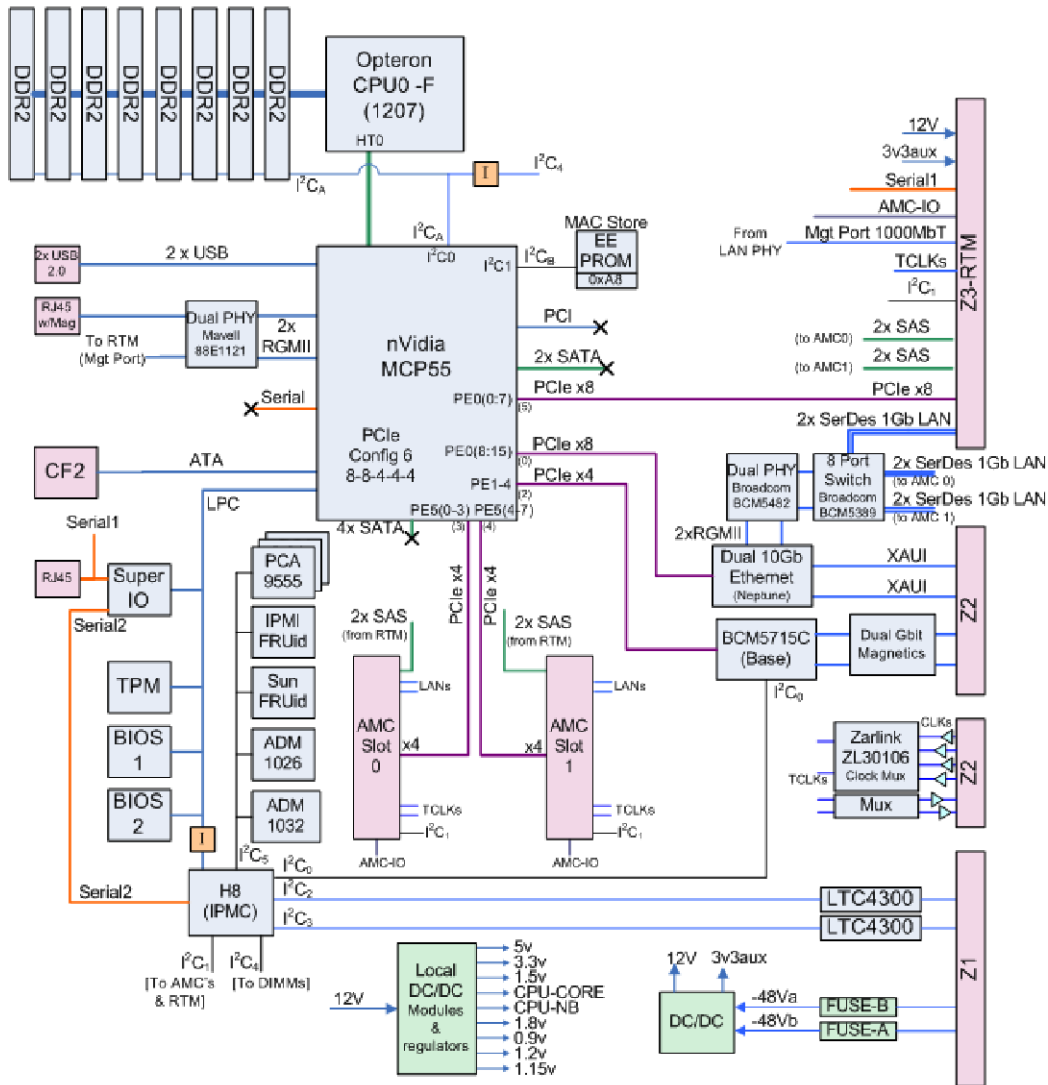 DDR2
DDR2
DDR2
DDR2
DDR2
DDR2
DDR2
DDR2
Opteron
CPU0 -F
(1207)
HT0
I²C_A
I
I²C₄
I²C_A
I²C0
I²C1
I²C_B
MAC Store
EE
PROM
0xA8
12V
3v3aux
Serial1
AMC-IO
From
LAN PHY
Mgt Port 1000MbT
TCLKs
I²C₁
2x SAS
(to AMC0)
2x SAS
(to AMC1)
PCIe x8
Z3-RTM
2x USB
2.0
2 x USB
RJ45
w/Mag
Dual PHY
Mavell
88E1121
2x
RGMII
To RTM
(Mgt Port)
Serial
nVidia
MCP55
PCI
2x SATA
PCIe x8
PE0(0:7)
(5)
PCIe
Config 6
8-8-4-4-4
PE0(8:15)
(0)
PCIe x8
PE1-4
(2)
PCIe x4
PE5(0-3)
(3)
PE5(4-7)
(4)
4x SATA
CF2
ATA
LPC
2x SerDes 1Gb LAN
Dual PHY
Broadcom
BCM5482
8 Port
Switch
Broadcom
BCM5389
2x SerDes 1Gb LAN
(to AMC 0)
2x SerDes 1Gb LAN
(to AMC 1)
2xRGMII
Dual 10Gb
Ethernet
(Neptune)
XAUI
XAUI
Z2
BCM5715C
(Base)
Dual Gbit
Magnetics
I²C₀
Serial1
RJ45
Super
IO
Serial2
TPM
BIOS
1
BIOS
2
I
PCA
9555
IPMI
FRUid
Sun
FRUid
ADM
1026
ADM
1032
I²C₅
PCIe x4
PCIe x4
2x SAS
(from RTM)
2x SAS
(from RTM)
AMC
Slot
0
LANs
x4
TCLKs
I²C₁
AMC-IO
AMC
Slot
1
LANs
x4
TCLKs
I²C₁
AMC-IO
Zarlink
ZL30106
Clock Mux
CLKs
TCLKs
Mux
Z2
Serial2
H8
(IPMC)
I²C₀
I²C₂
I²C₃
LTC4300
LTC4300
Z1
I²C₁
[To AMC's
& RTM]
I²C₄
[To DIMMs]
12V
Local
DC/DC
Modules
&
regulators
5v
3.3v
1.5v
CPU-CORE
CPU-NB
1.8v
0.9v
1.2v
1.15v
12V
3v3aux
DC/DC
-48Va
FUSE-B
-48Vb
FUSE-A